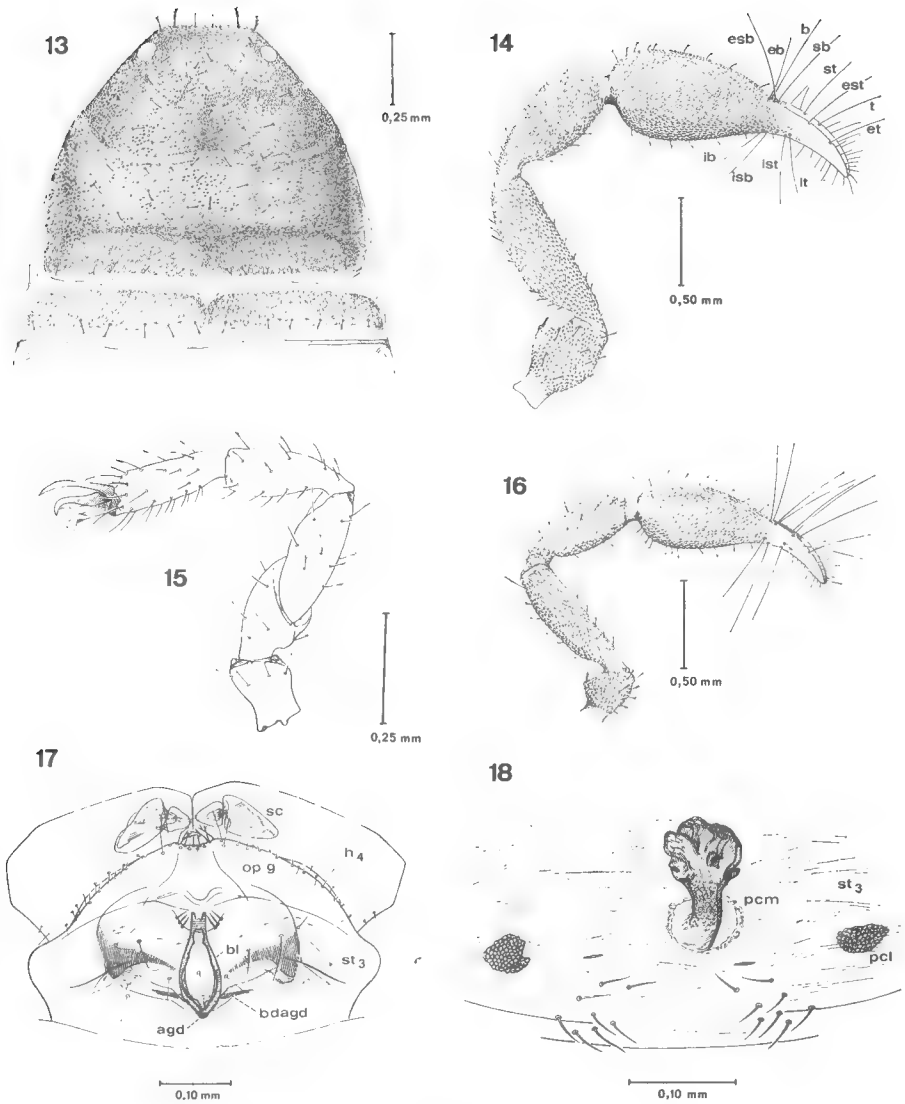 13
0,25 mm
14
esb
eb
b
sb
st
est
t
et
ib
isb
ist
it
0,50 mm
15
0,25 mm
16
0,50 mm
17
sc
h4
op g
bl
st3
agd
bdagd
0,10 mm
18
st3
pcm
pcl
0,10 mm